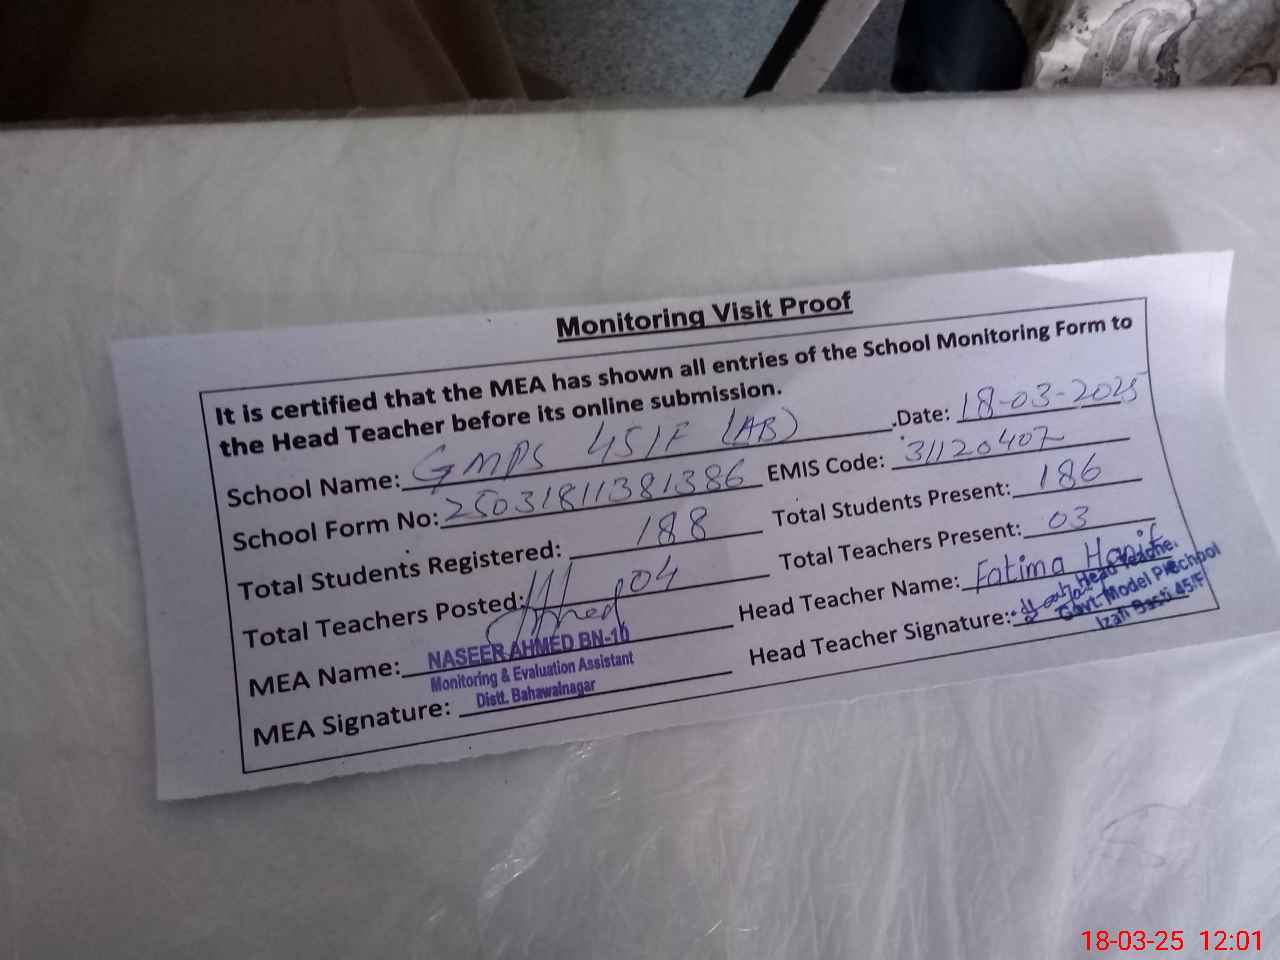 Monitoring Visit Proof
It is certified that the MEA has shown all entries of the School Monitoring Form to
the Head Teacher before its online submission.
School Name: GMPS 45/F (AB) .Date: 18-03-2025
School Form No: 25031811381386 EMIS Code: 31120407
Total Students Registered: 188 Total Students Present: 186
Total Teachers Posted: 04 Total Teachers Present: 03
MEA Name: NASEER AHMED BN-10 Head Teacher Name: Fatima Hanif
Monitoring & Evaluation Assistant
Distt. Bahawalnagar
MEA Signature: Head Teacher Signature:
Head Teacher
Govt. Model P/School
Basti 45/F
18-03-25 12:01